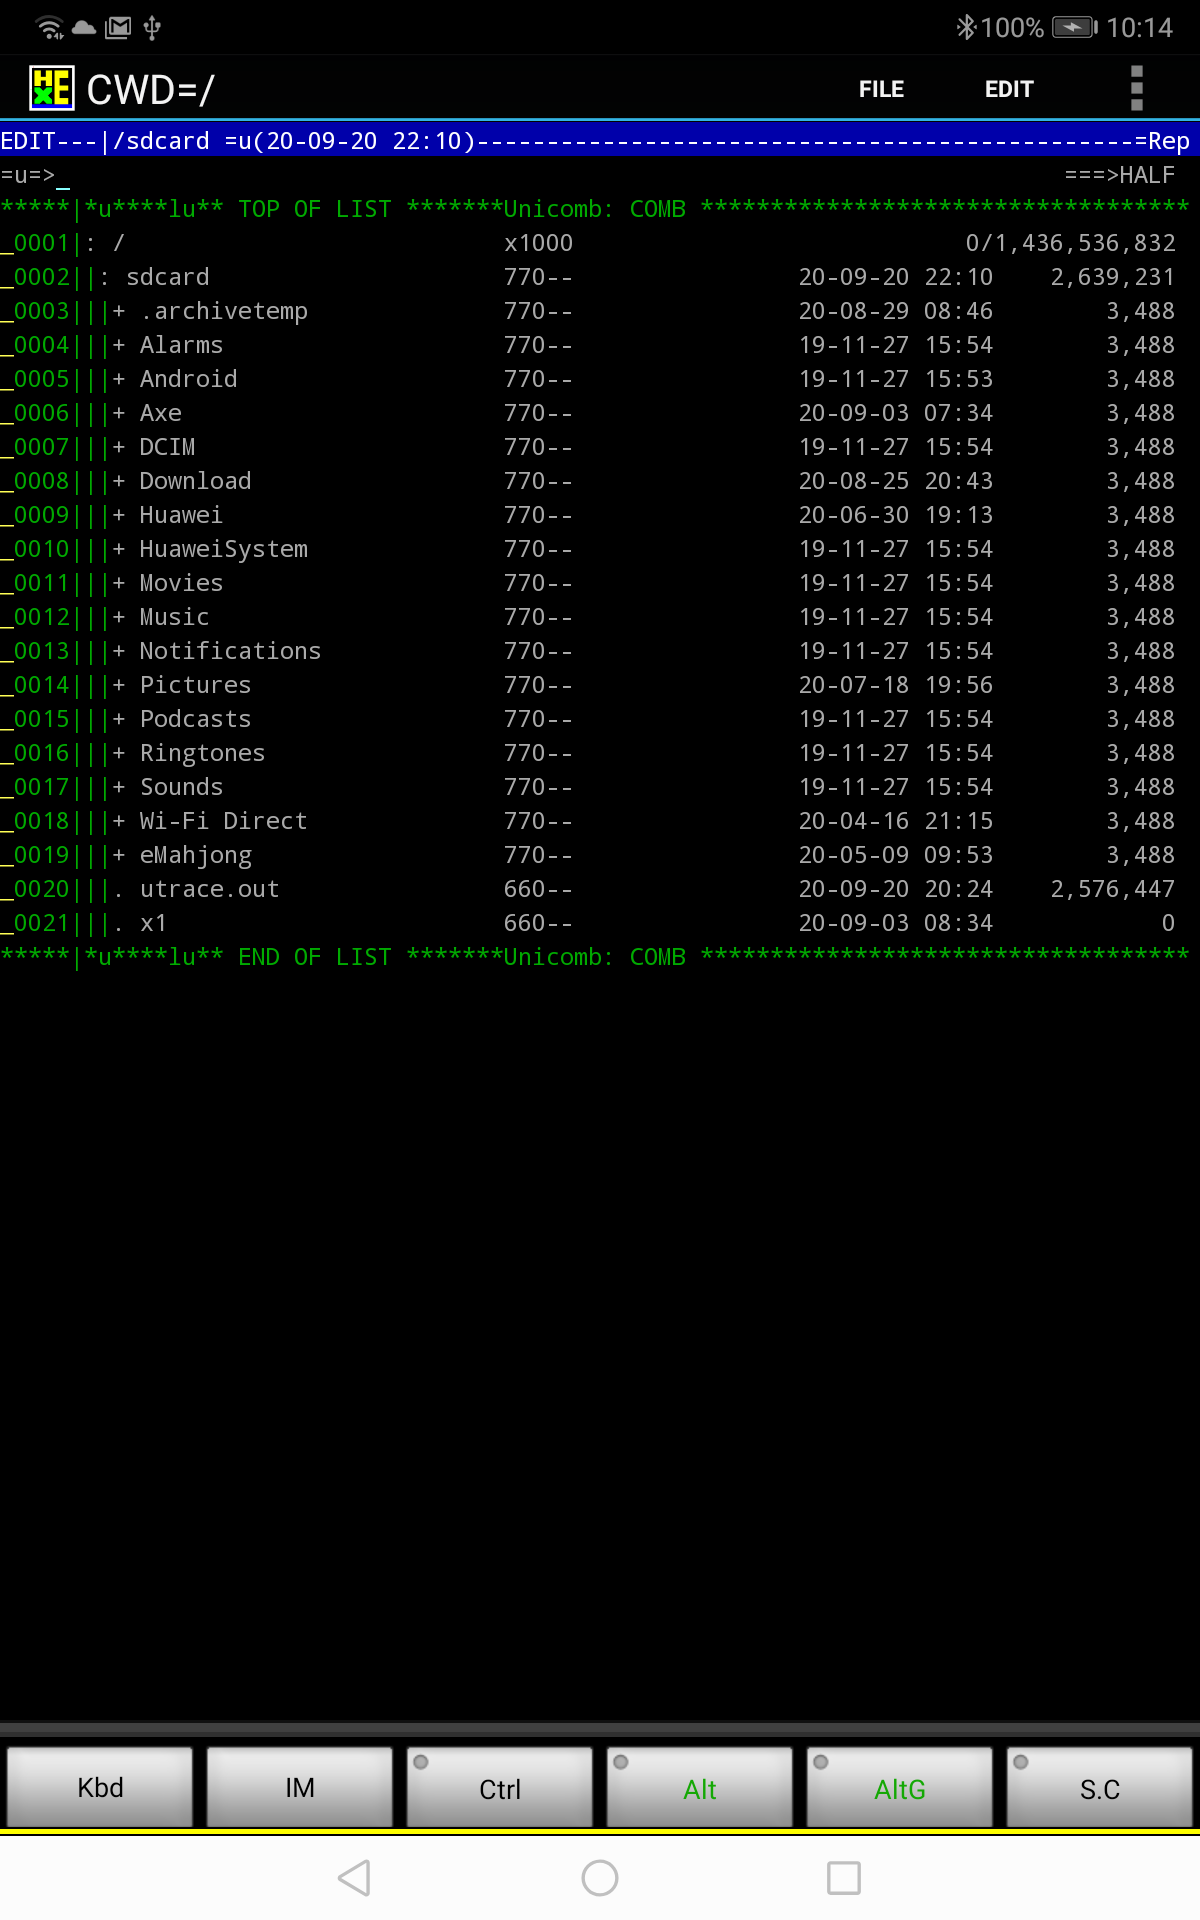 100% 10:14
HEX CWD=/ FILE EDIT
EDIT---|/sdcard =u(20-09-20 22:10)-----------------------------------------------=Rep
=u=>_ ===>HALF
*****|*u****lu** TOP OF LIST *******Unicomb: COMB ***********************************
_0001|: / x1000 0/1,436,536,832
_0002||: sdcard 770-- 20-09-20 22:10 2,639,231
_0003|||+ .archivetemp 770-- 20-08-29 08:46 3,488
_0004|||+ Alarms 770-- 19-11-27 15:54 3,488
_0005|||+ Android 770-- 19-11-27 15:53 3,488
_0006|||+ Axe 770-- 20-09-03 07:34 3,488
_0007|||+ DCIM 770-- 19-11-27 15:54 3,488
_0008|||+ Download 770-- 20-08-25 20:43 3,488
_0009|||+ Huawei 770-- 20-06-30 19:13 3,488
_0010|||+ HuaweiSystem 770-- 19-11-27 15:54 3,488
_0011|||+ Movies 770-- 19-11-27 15:54 3,488
_0012|||+ Music 770-- 19-11-27 15:54 3,488
_0013|||+ Notifications 770-- 19-11-27 15:54 3,488
_0014|||+ Pictures 770-- 20-07-18 19:56 3,488
_0015|||+ Podcasts 770-- 19-11-27 15:54 3,488
_0016|||+ Ringtones 770-- 19-11-27 15:54 3,488
_0017|||+ Sounds 770-- 19-11-27 15:54 3,488
_0018|||+ Wi-Fi Direct 770-- 20-04-16 21:15 3,488
_0019|||+ eMahjong 770-- 20-05-09 09:53 3,488
_0020|||. utrace.out 660-- 20-09-20 20:24 2,576,447
_0021|||. x1 660-- 20-09-03 08:34 0
*****|*u****lu** END OF LIST *******Unicomb: COMB ***********************************
Kbd IM Ctrl Alt AltG S.C